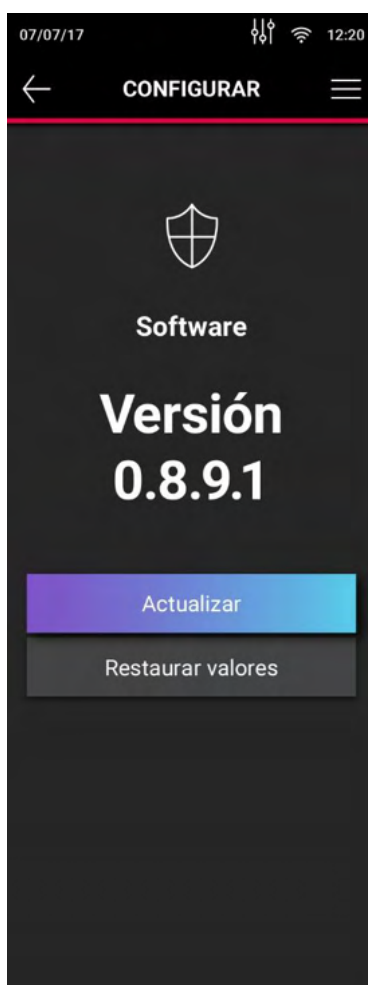 07/07/17 12:20
CONFIGURAR
Software
Versión
0.8.9.1
Actualizar
Restaurar valores